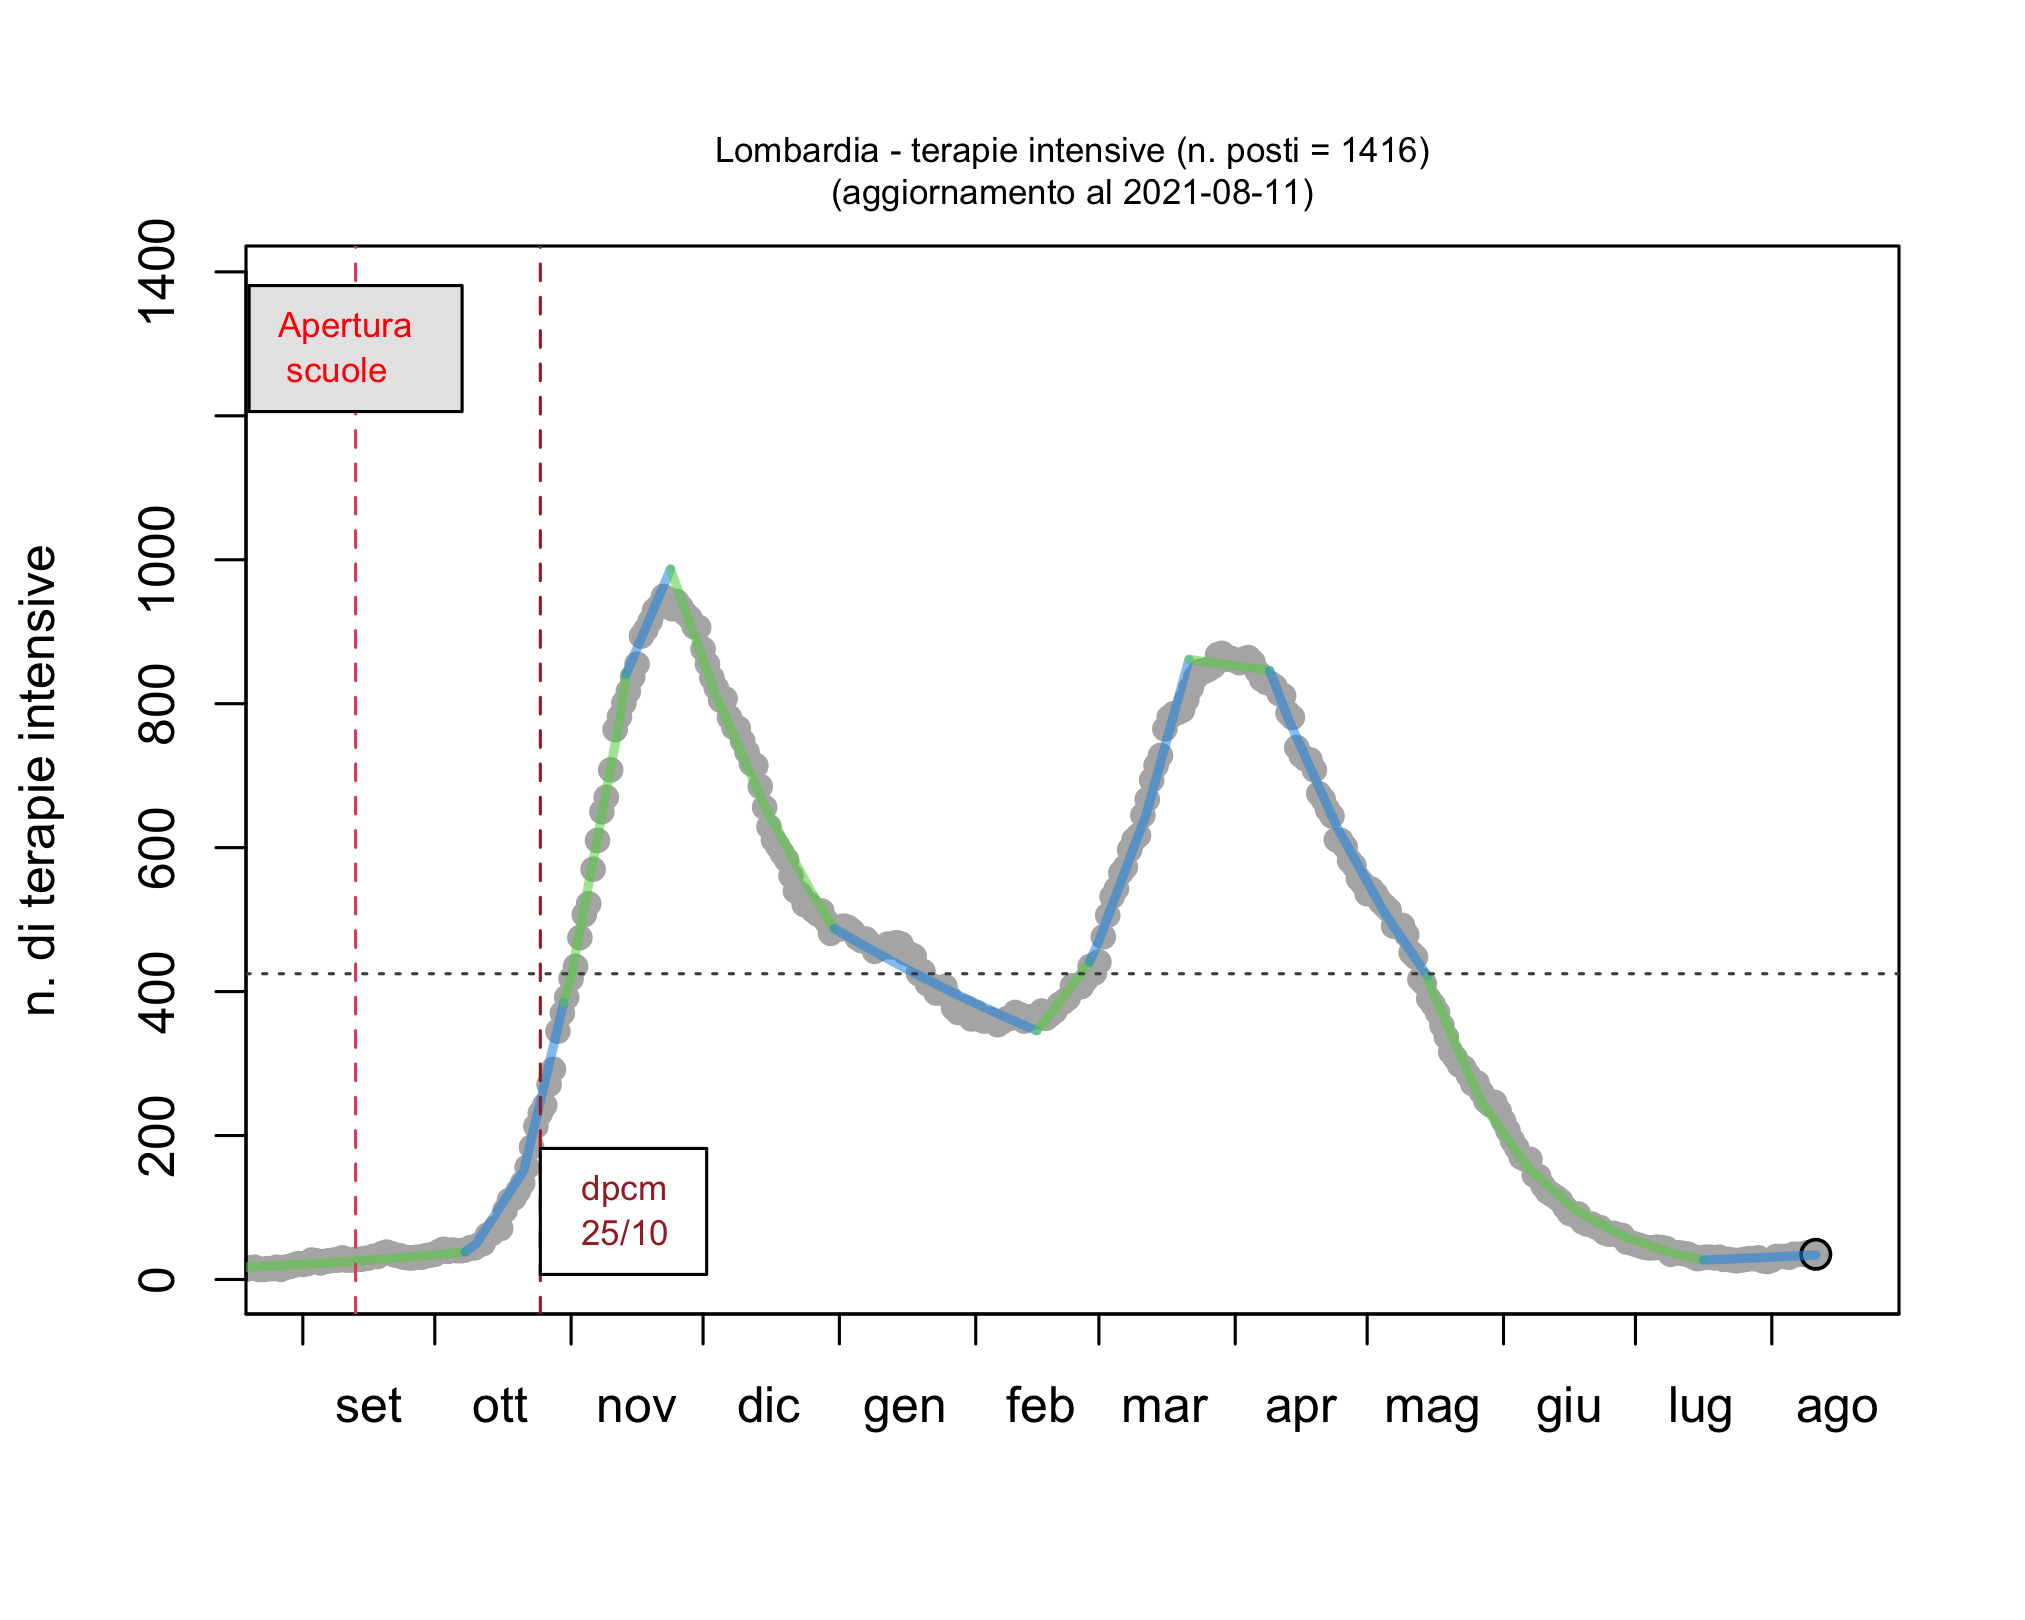 Lombardia - terapie intensive (n. posti = 1416)
(aggiornamento al 2021-08-11)
n. di terapie intensive
1400
1000
800
600
400
200
0
Apertura
scuole
dpcm
25/10
set ott nov dic gen feb mar apr mag giu lug ago